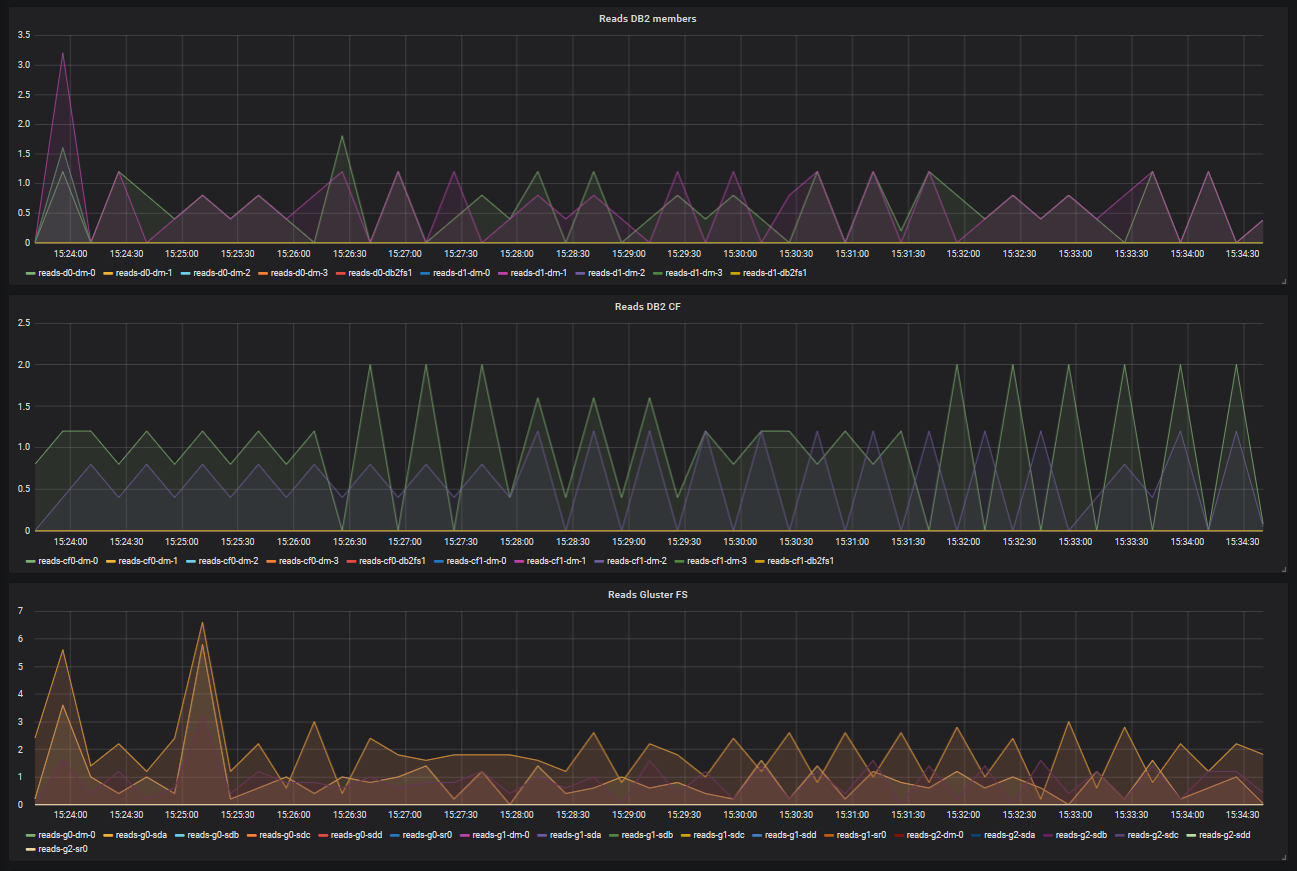 Reads DB2 members
3.5
3.0
2.5
2.0
1.5
1.0
0.5
0
15:24:00 15:24:30 15:25:00 15:25:30 15:26:00 15:26:30 15:27:00 15:27:30 15:28:00 15:28:30 15:29:00 15:29:30 15:30:00 15:30:30 15:31:00 15:31:30 15:32:00 15:32:30 15:33:00 15:33:30 15:34:00 15:34:30
reads-d0-dm-0 reads-d0-dm-1 reads-d0-dm-2 reads-d0-dm-3 reads-d0-db2fs1 reads-d1-dm-0 reads-d1-dm-1 reads-d1-dm-2 reads-d1-dm-3 reads-d1-db2fs1
Reads DB2 CF
2.5
2.0
1.5
1.0
0.5
0
15:24:00 15:24:30 15:25:00 15:25:30 15:26:00 15:26:30 15:27:00 15:27:30 15:28:00 15:28:30 15:29:00 15:29:30 15:30:00 15:30:30 15:31:00 15:31:30 15:32:00 15:32:30 15:33:00 15:33:30 15:34:00 15:34:30
reads-cf0-dm-0 reads-cf0-dm-1 reads-cf0-dm-2 reads-cf0-dm-3 reads-cf0-db2fs1 reads-cf1-dm-0 reads-cf1-dm-1 reads-cf1-dm-2 reads-cf1-dm-3 reads-cf1-db2fs1
Reads Gluster FS
7
6
5
4
3
2
1
0
15:24:00 15:24:30 15:25:00 15:25:30 15:26:00 15:26:30 15:27:00 15:27:30 15:28:00 15:28:30 15:29:00 15:29:30 15:30:00 15:30:30 15:31:00 15:31:30 15:32:00 15:32:30 15:33:00 15:33:30 15:34:00 15:34:30
reads-g0-dm-0 reads-g0-sda reads-g0-sdb reads-g0-sdc reads-g0-sdd reads-g0-sr0 reads-g1-dm-0 reads-g1-sda reads-g1-sdb reads-g1-sdc reads-g1-sdd reads-g1-sr0 reads-g2-dm-0 reads-g2-sda reads-g2-sdb reads-g2-sdc reads-g2-sdd
reads-g2-sr0